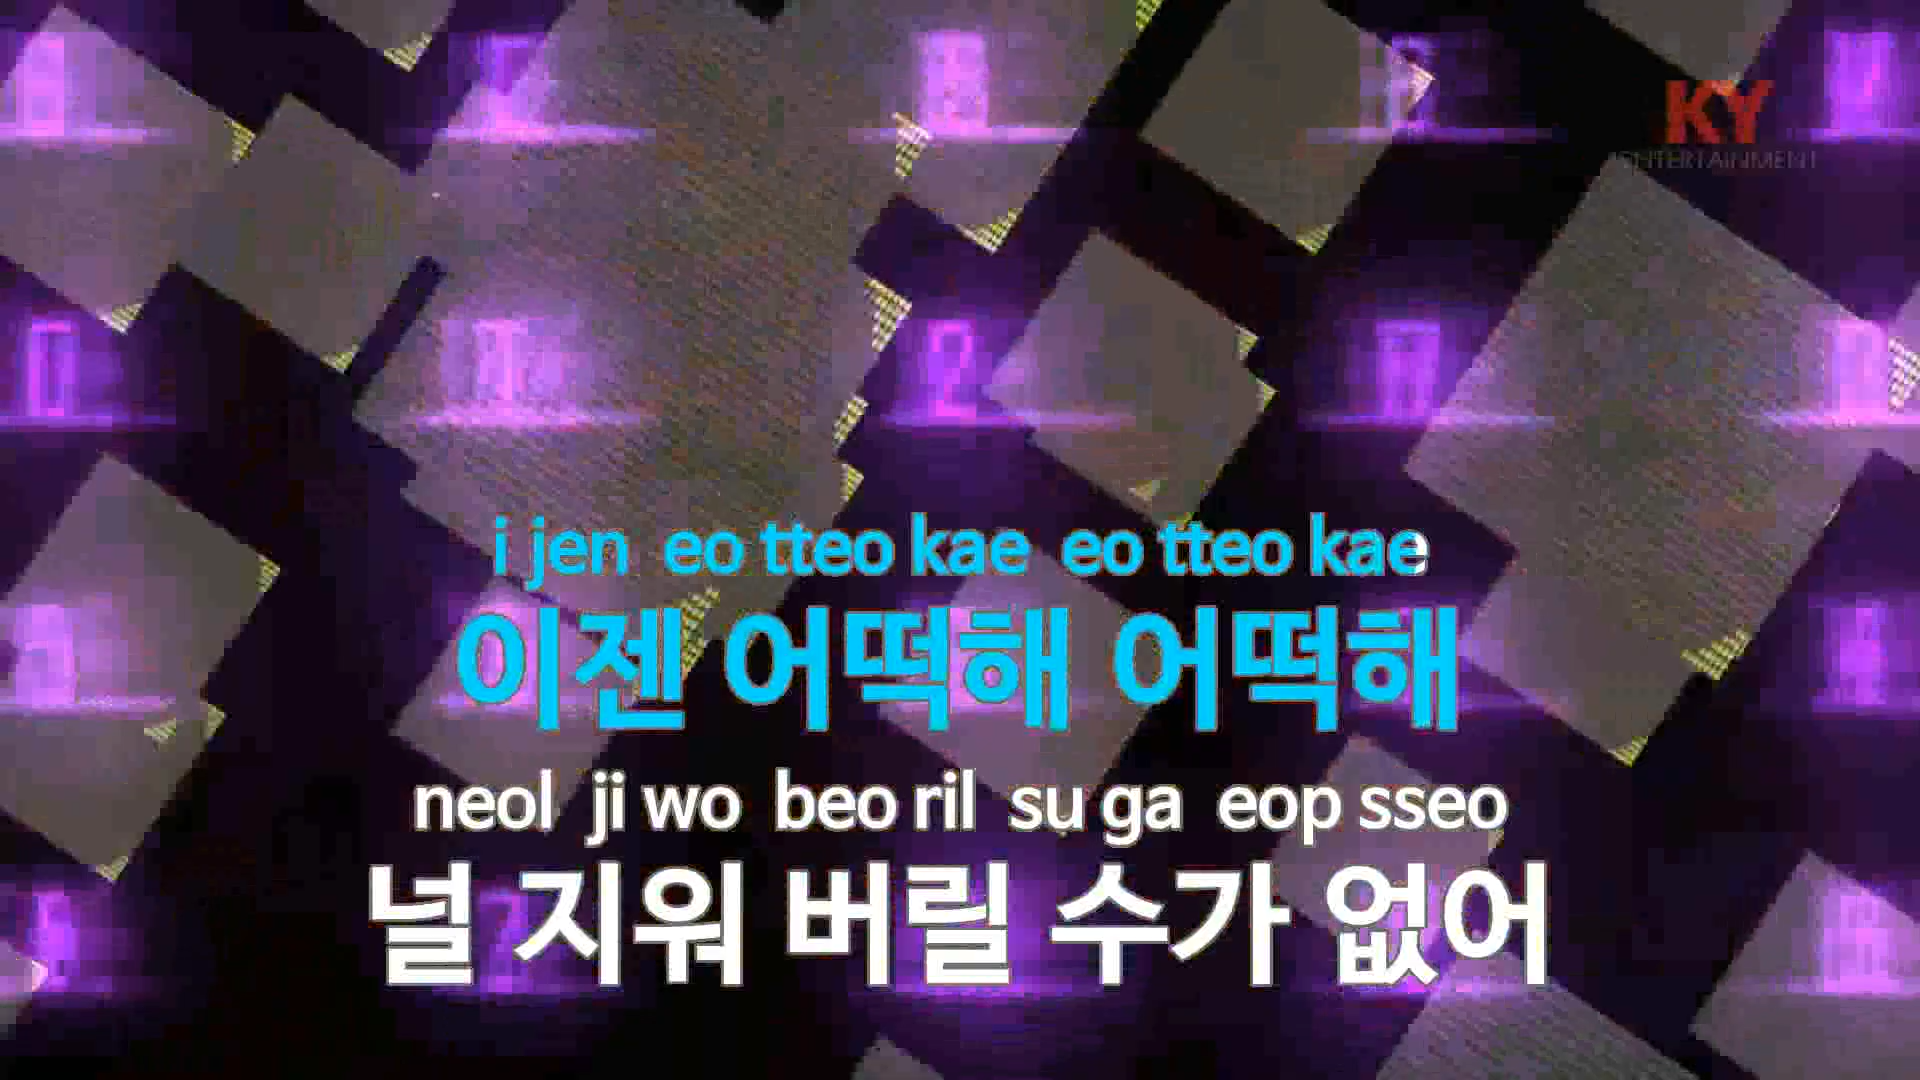 KY
ENTERTAINMENT
i jen eo tteo kae eo tteo kae
이젠 어떡해 어떡해
neol ji wo beo ril su ga eop sseo
널 지워 버릴 수가 없어